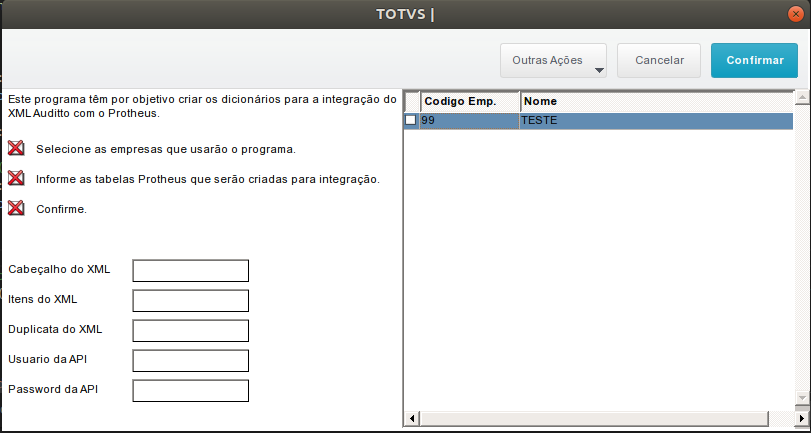 TOTVS |
Outras Ações
Cancelar
Confirmar
Este programa têm por objetivo criar os dicionários para a integração do
XML Auditto com o Protheus.
Selecione as empresas que usarão o programa.
Informe as tabelas Protheus que serão criadas para integração.
Confirme.
Cabeçalho do XML
Itens do XML
Duplicata do XML
Usuario da API
Password da API
Codigo Emp. Nome
99 TESTE